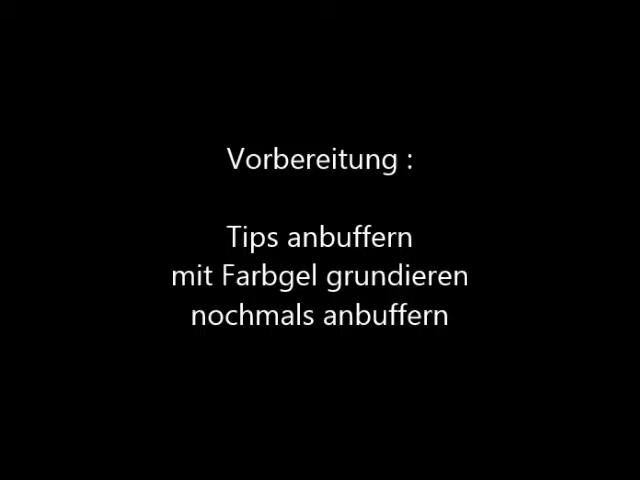 Vorbereitung :
Tips anbuffern
mit Farbgel grundieren
nochmals anbuffern